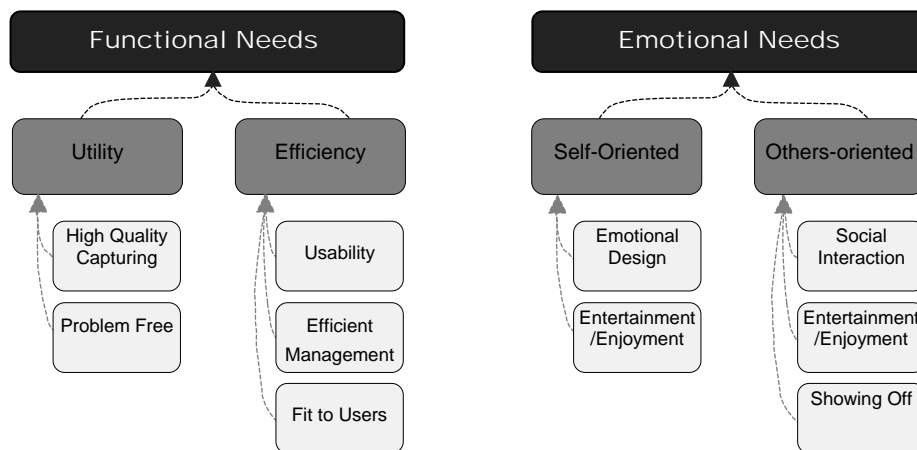 Functional Needs
Emotional Needs
Utility
Efficiency
Self-Oriented
Others-oriented
High Quality
Capturing
Usability
Emotional
Design
Social
Interaction
Problem Free
Efficient
Management
Entertainment
/Enjoyment
Entertainment
/Enjoyment
Fit to Users
Showing Off